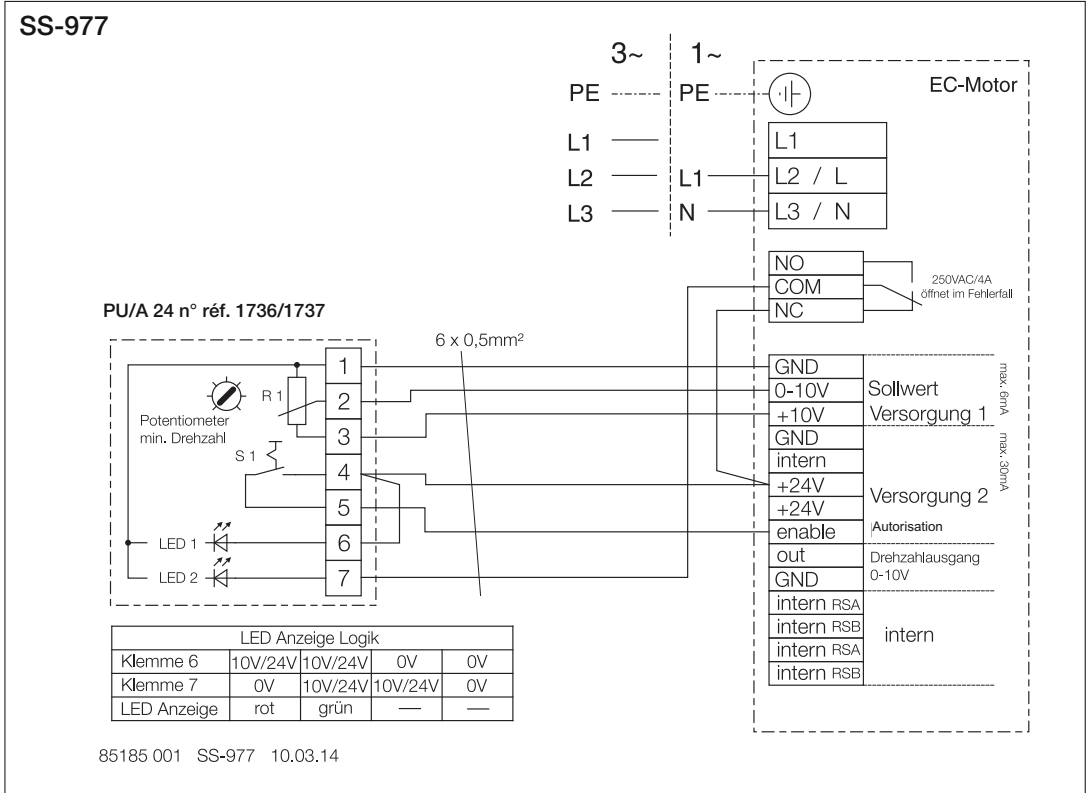 SS-977
3~ 1~
PE PE
EC-Motor
L1 L1
L2 L1 L2 / L
L3 N L3 / N
NO
COM
NC
250VAC/4A
öffnet im Fehlerfall
PU/A 24 n° réf. 1736/1737
6 x 0,5mm²
1
2
3
4
5
6
7
R 1
Potentiometer
min. Drehzahl
S 1
LED 1
LED 2
GND
0-10V Sollwert
+10V Versorgung 1
max. 6mA
GND
intern
+24V
+24V
Versorgung 2
max. 30mA
enable Autorisation
out Drehzahlausgang
GND 0-10V
intern RSA
intern RSB
intern RSA
intern RSB
intern
LED Anzeige Logik
Klemme 6 10V/24V 10V/24V 0V 0V
Klemme 7 0V 10V/24V 10V/24V 0V
LED Anzeige rot grün — —
85185 001 SS-977 10.03.14